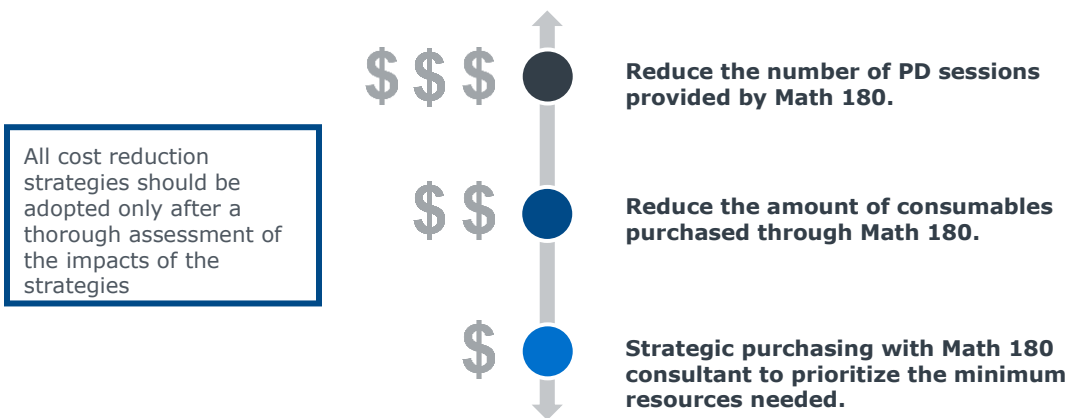 $ $ $
Reduce the number of PD sessions
provided by Math 180.
All cost reduction
strategies should be
adopted only after a
thorough assessment of
the impacts of the
strategies
$ $
Reduce the amount of consumables
purchased through Math 180.
$
Strategic purchasing with Math 180
consultant to prioritize the minimum
resources needed.